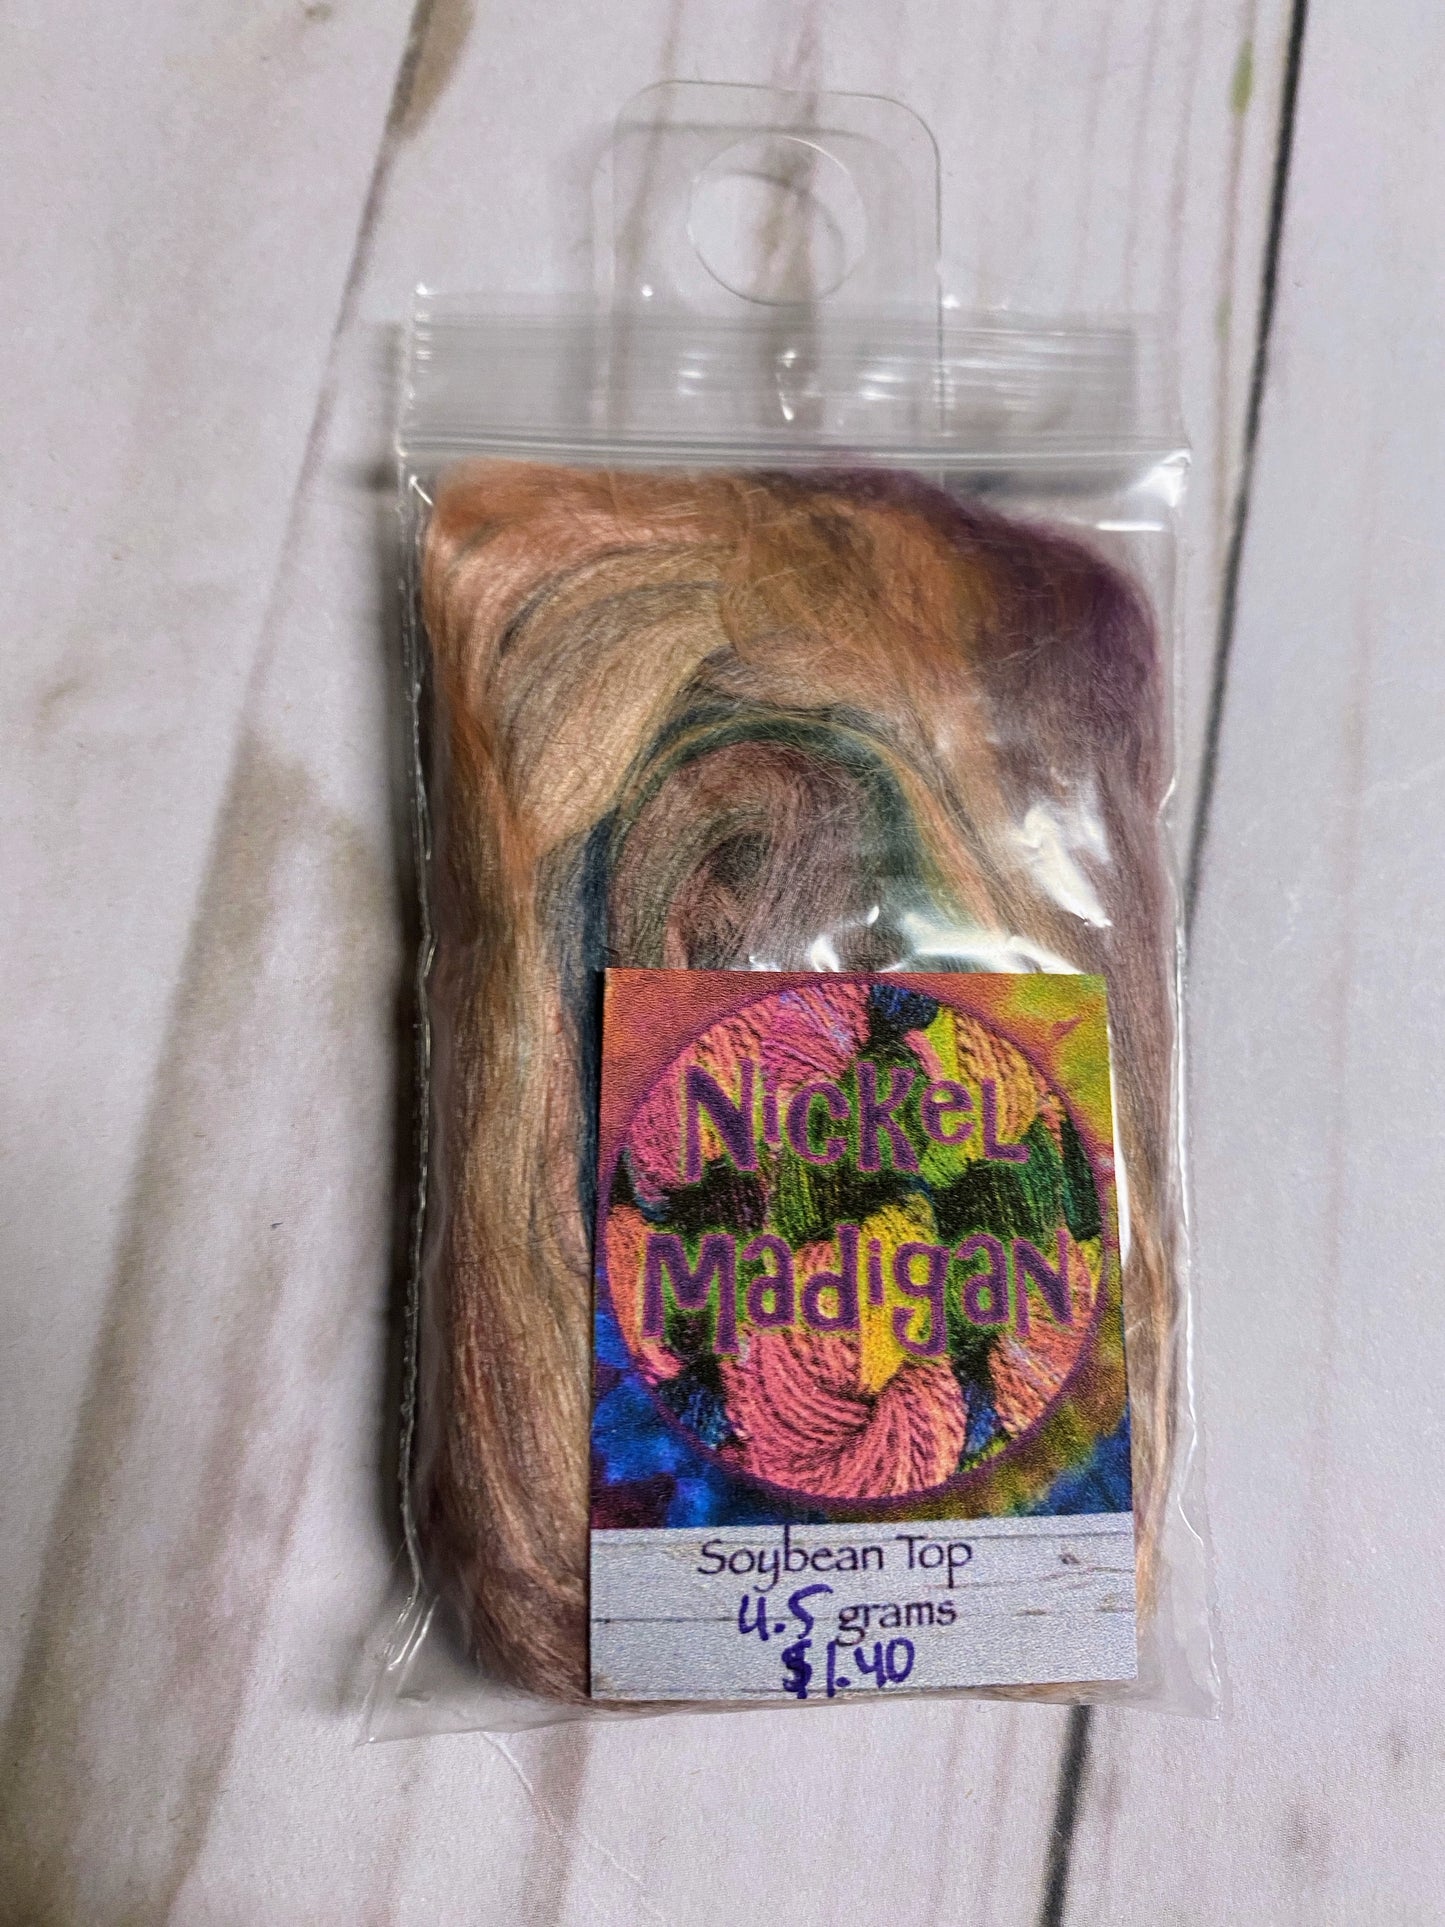 Nickel
Madigan
Soybean Top
4.5 grams
$1.40